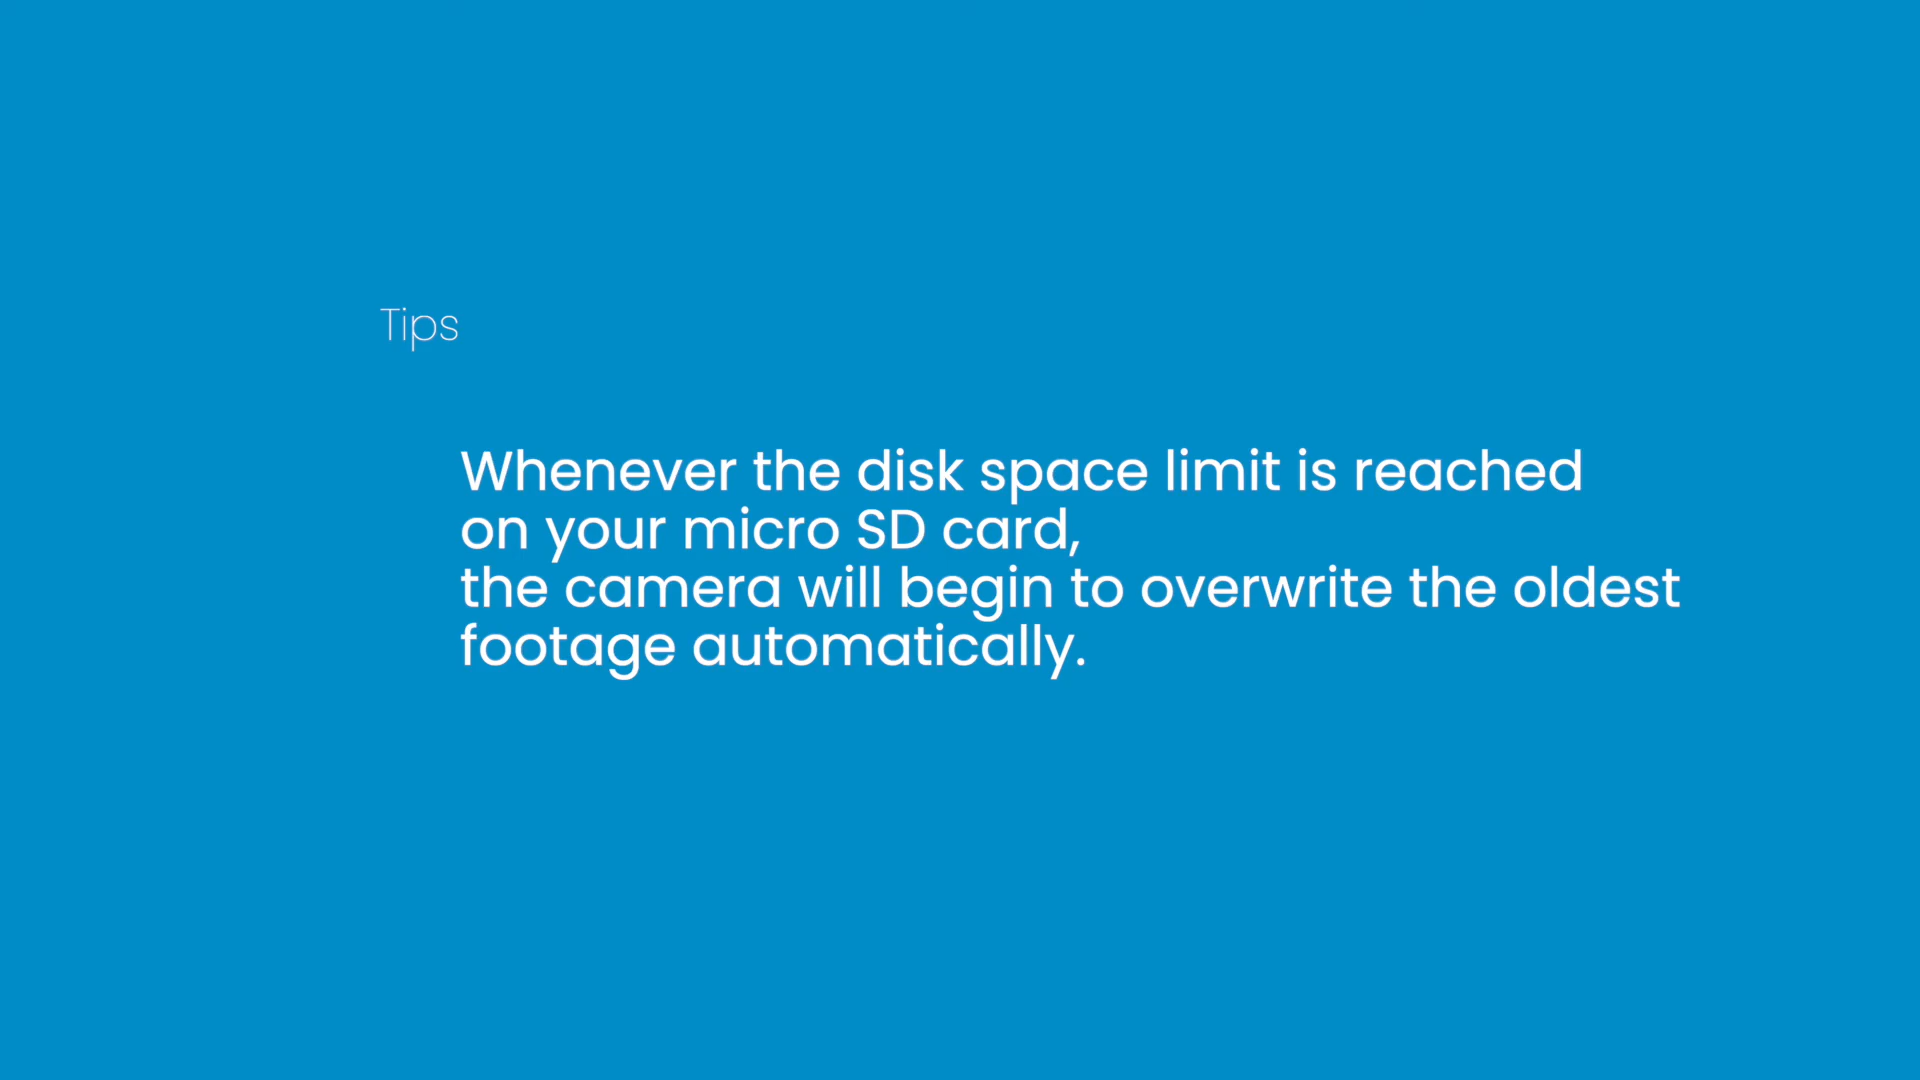 Tips
Whenever the disk space limit is reached
on your micro SD card,
the camera will begin to overwrite the oldest
footage automatically.